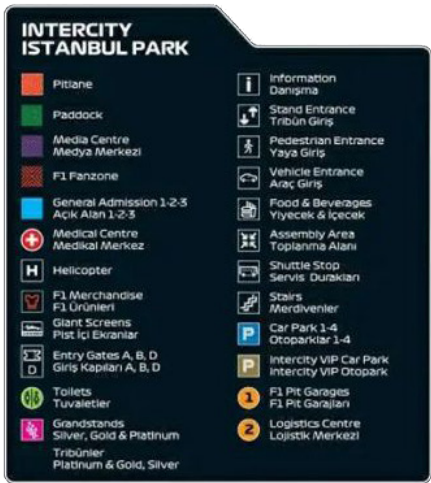 INTERCITY
ISTANBUL PARK
Pitlane
Paddock
Media Centre
Medya Merkezi
F1 Fanzone
General Admission 1-2-3
Açık Alan 1-2-3
Medical Centre
Medikal Merkez
H
Helicopter
F1 Merchandise
F1 Ürünleri
Giant Screens
Pist İçi Ekranlar
D
Entry Gates A, B, D
Giriş Kapıları A, B, D
Toilets
Tuvaletler
Grandstands
Silver, Gold & Platinum
Tribünler
Platinum & Gold, Silver
i
Information
Danışma
Stand Entrance
Tribün Giriş
Pedestrian Entrance
Yaya Giriş
Vehicle Entrance
Araç Giriş
Food & Beverages
Yiyecek & İçecek
Assembly Area
Toplanma Alanı
Shuttle Stop
Servis Durakları
Stairs
Merdivenler
P
Car Park 1-4
Otoparklar 1-4
P
Intercity VIP Car Park
Intercity VIP Otopark
1
F1 Pit Garages
F1 Pit Garajları
2
Logistics Centre
Lojistik Merkezi